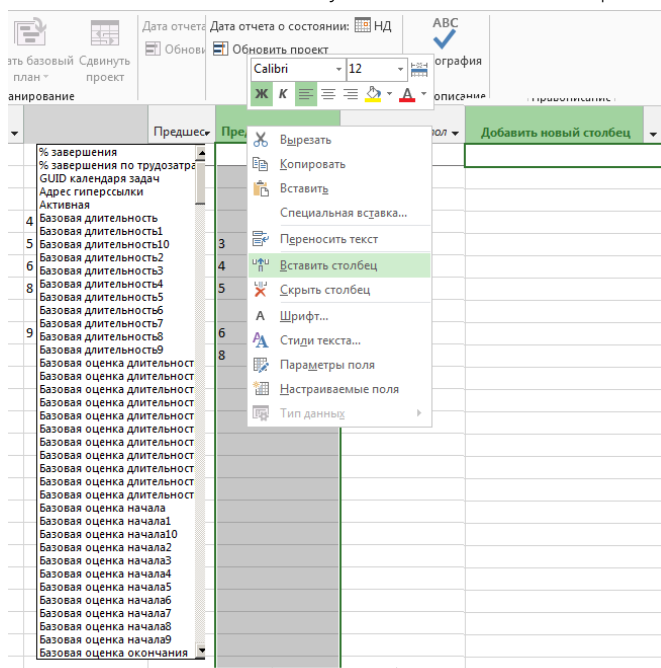 Дата отчета Дата отчета о состоянии: НД ABC
Обнови Обновить проект
ать базовый Сдвинуть
план проект
ография
анирование
описание
Правописание
Calibri 12
Ж К А
Предшес Пред пол Добавить новый столбец
% завершения
% завершения по трудозатра
GUID календаря задач
Адрес гиперссылки
Активная
4 Базовая длительность
Базовая длительность1
5 Базовая длительность10 3
Базовая длительность2
6 Базовая длительность3 4
Базовая длительность4
8 Базовая длительность5 5
Базовая длительность6
Базовая длительность7
9 Базовая длительность8 6
Базовая длительность9
8
Базовая оценка длительност
Базовая оценка длительност
Базовая оценка длительност
Базовая оценка длительност
Базовая оценка длительност
Базовая оценка длительност
Базовая оценка длительност
Базовая оценка длительност
Базовая оценка длительност
Базовая оценка длительност
Базовая оценка длительност
Базовая оценка начала
Базовая оценка начала1
Базовая оценка начала10
Базовая оценка начала2
Базовая оценка начала3
Базовая оценка начала4
Базовая оценка начала5
Базовая оценка начала6
Базовая оценка начала7
Базовая оценка начала8
Базовая оценка начала9
Базовая оценка окончания
Вырезать
Копировать
Вставить
Специальная вставка...
Переносить текст
Вставить столбец
Скрыть столбец
Шрифт...
Стили текста...
Параметры поля
Настраиваемые поля
Тип данных